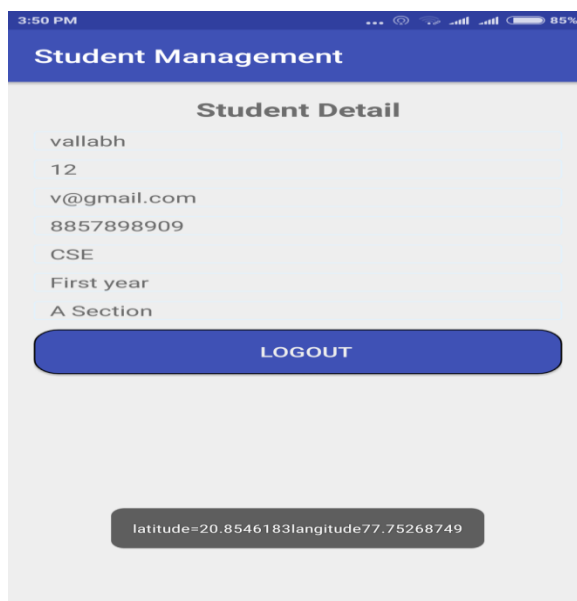 3:50 PM ... 85%
Student Management
Student Detail
vallabh
12
v@gmail.com
8857898909
CSE
First year
A Section
LOGOUT
latitude=20.8546183langitude77.75268749